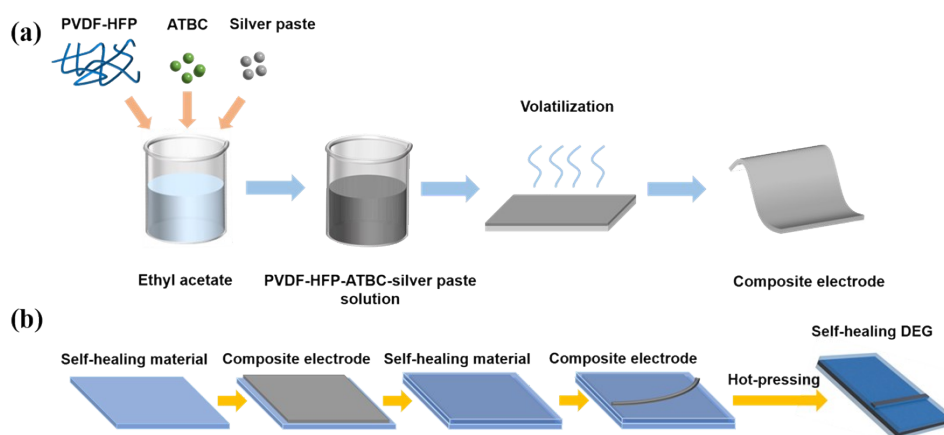 (a)
PVDF-HFP
ATBC
Silver paste
Volatilization
Ethyl acetate
PVDF-HFP-ATBC-silver paste
solution
Composite electrode
(b)
Self-healing material
Composite electrode
Self-healing material
Composite electrode
Hot-pressing
Self-healing DEG